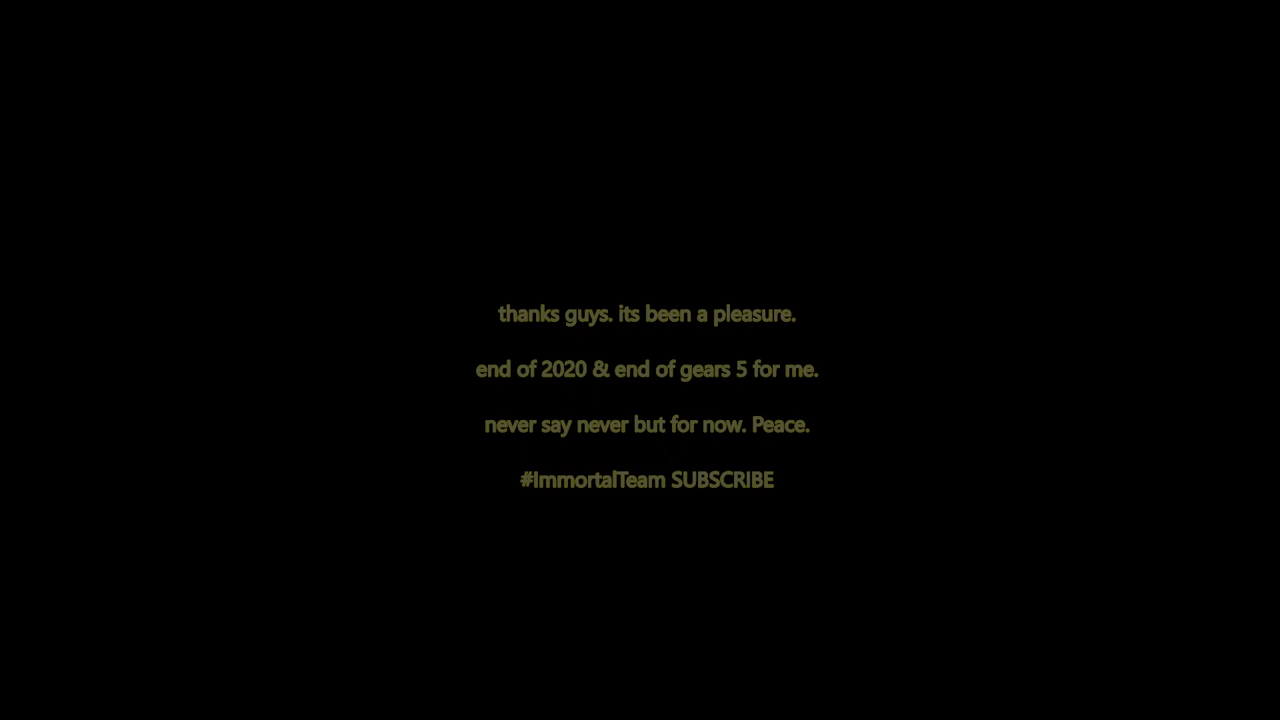 thanks guys. its been a pleasure.
end of 2020 & end of gears 5 for me.
never say never but for now. Peace.
#ImmortalTeam SUBSCRIBE